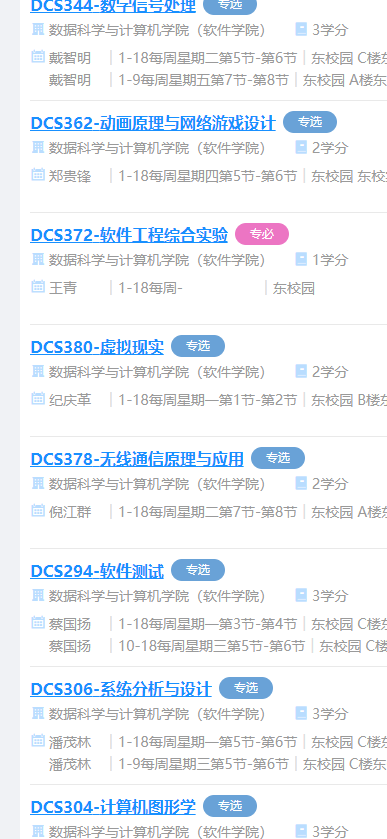 DCS344-数字信号处理 专选
数据科学与计算机学院（软件学院） 3学分
戴智明 1-18每周星期二第5节-第6节 东校园 C楼东
戴智明 1-9每周星期五第7节-第8节 东校园 A楼东
DCS362-动画原理与网络游戏设计 专选
数据科学与计算机学院（软件学院） 2学分
郑贵锋 1-18每周星期四第5节-第6节 东校园 东校
DCS372-软件工程综合实验 专必
数据科学与计算机学院（软件学院） 1学分
王青 1-18每周- 东校园
DCS380-虚拟现实 专选
数据科学与计算机学院（软件学院） 2学分
纪庆革 1-18每周星期一第1节-第2节 东校园 B楼东
DCS378-无线通信原理与应用 专选
数据科学与计算机学院（软件学院） 2学分
倪江群 1-18每周星期二第7节-第8节 东校园 A楼东
DCS294-软件测试 专选
数据科学与计算机学院（软件学院） 3学分
蔡国扬 1-18每周星期一第3节-第4节 东校园 C楼东
蔡国扬 10-18每周星期三第5节-第6节 东校园 C楼
DCS306-系统分析与设计 专选
数据科学与计算机学院（软件学院） 3学分
潘茂林 1-18每周星期一第5节-第6节 东校园 C楼东
潘茂林 1-9每周星期三第5节-第6节 东校园 C楼东
DCS304-计算机图形学 专选
数据科学与计算机学院（软件学院） 3学分